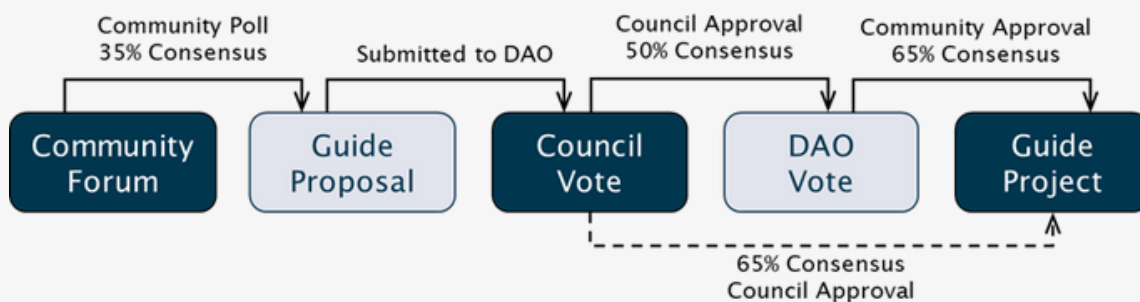 Community Poll
35% Consensus
Submitted to DAO
Council Approval
50% Consensus
Community Approval
65% Consensus
Community
Forum
Guide
Proposal
Council
Vote
DAO
Vote
Guide
Project
65% Consensus
Council Approval